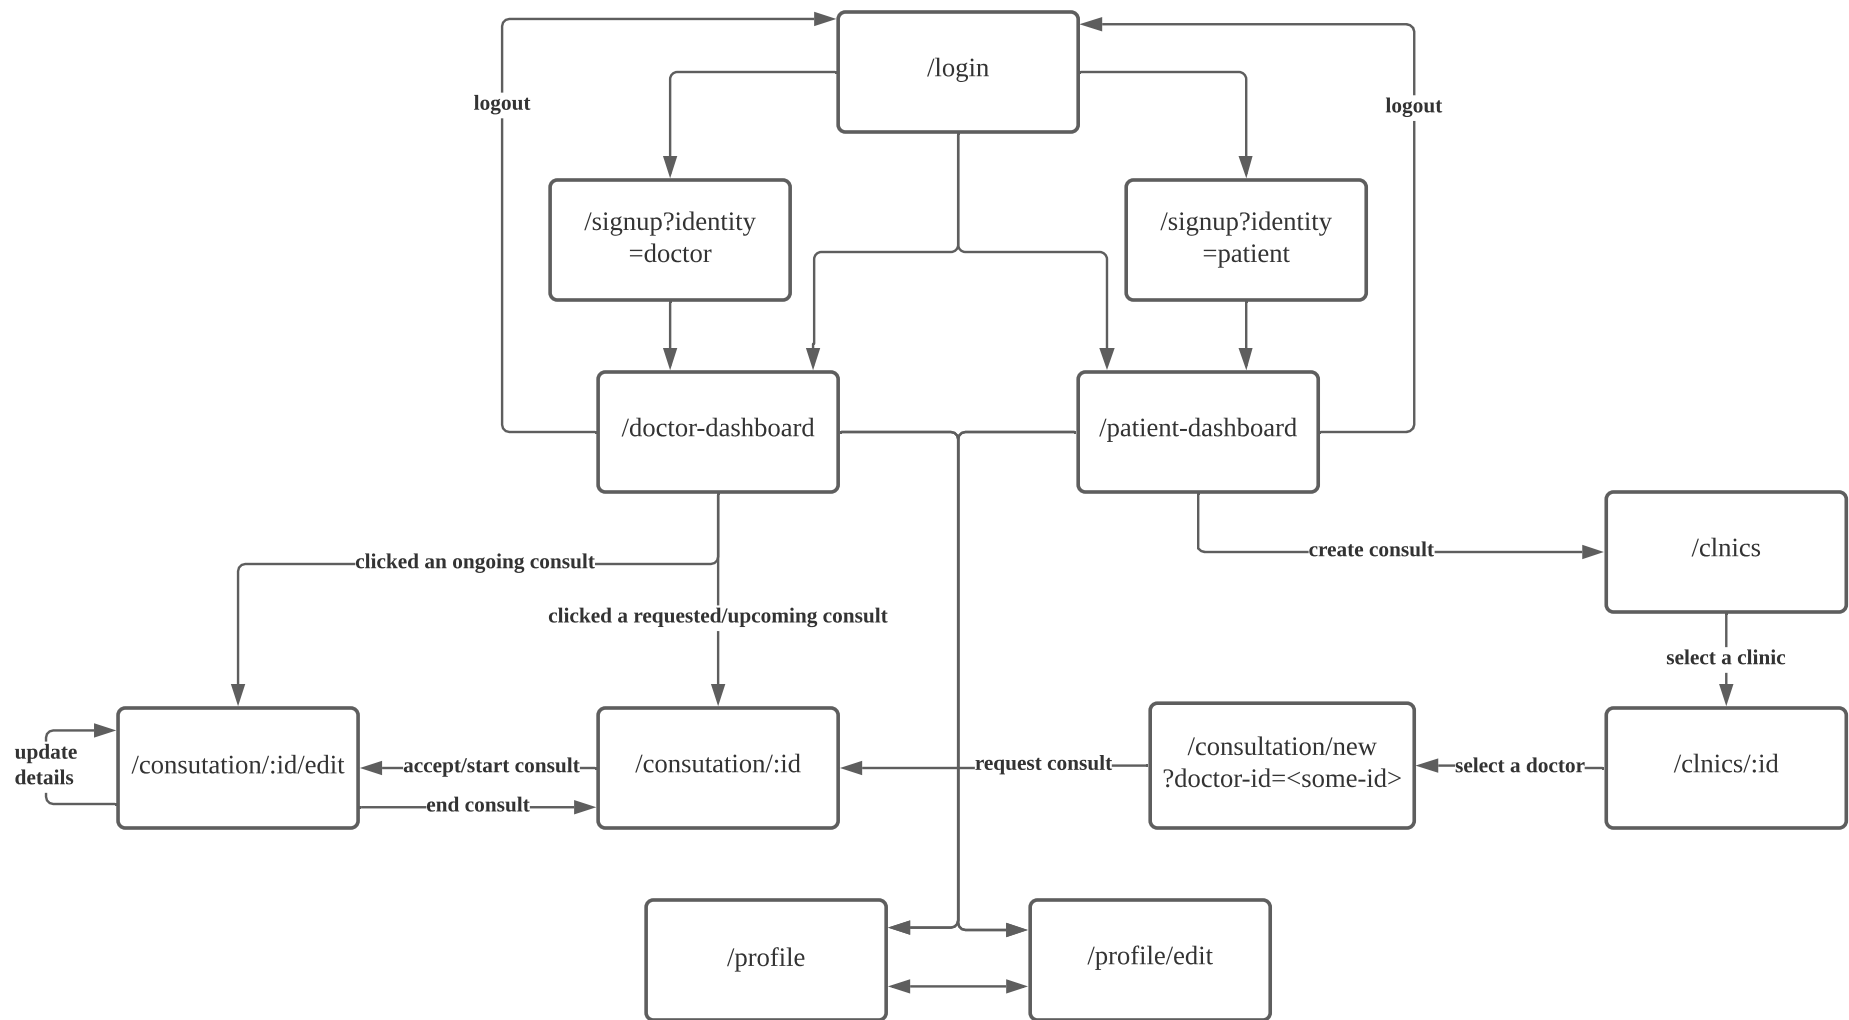 /login
logout
logout
/signup?identity
=doctor
/signup?identity
=patient
/doctor-dashboard
/patient-dashboard
clicked an ongoing consult
create consult
/clnics
clicked a requested/upcoming consult
select a clinic
update
details
/consutation/:id/edit
accept/start consult
end consult
/consutation/:id
request consult
/consultation/new
?doctor-id=<some-id>
select a doctor
/clnics/:id
/profile
/profile/edit